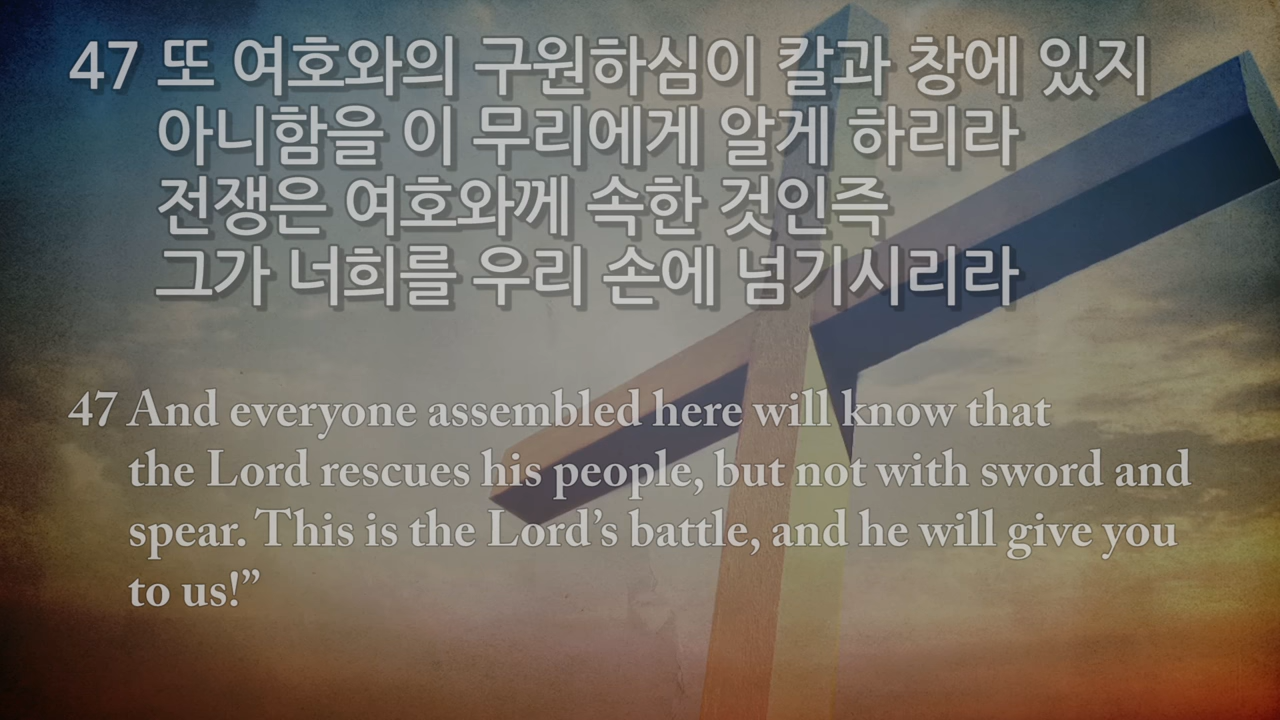 47 또 여호와의 구원하심이 칼과 창에 있지
아니함을 이 무리에게 알게 하리라
전쟁은 여호와께 속한 것인즉
그가 너희를 우리 손에 넘기시리라
47 And everyone assembled here will know that
the Lord rescues his people, but not with sword and
spear. This is the Lord’s battle, and he will give you
to us!”